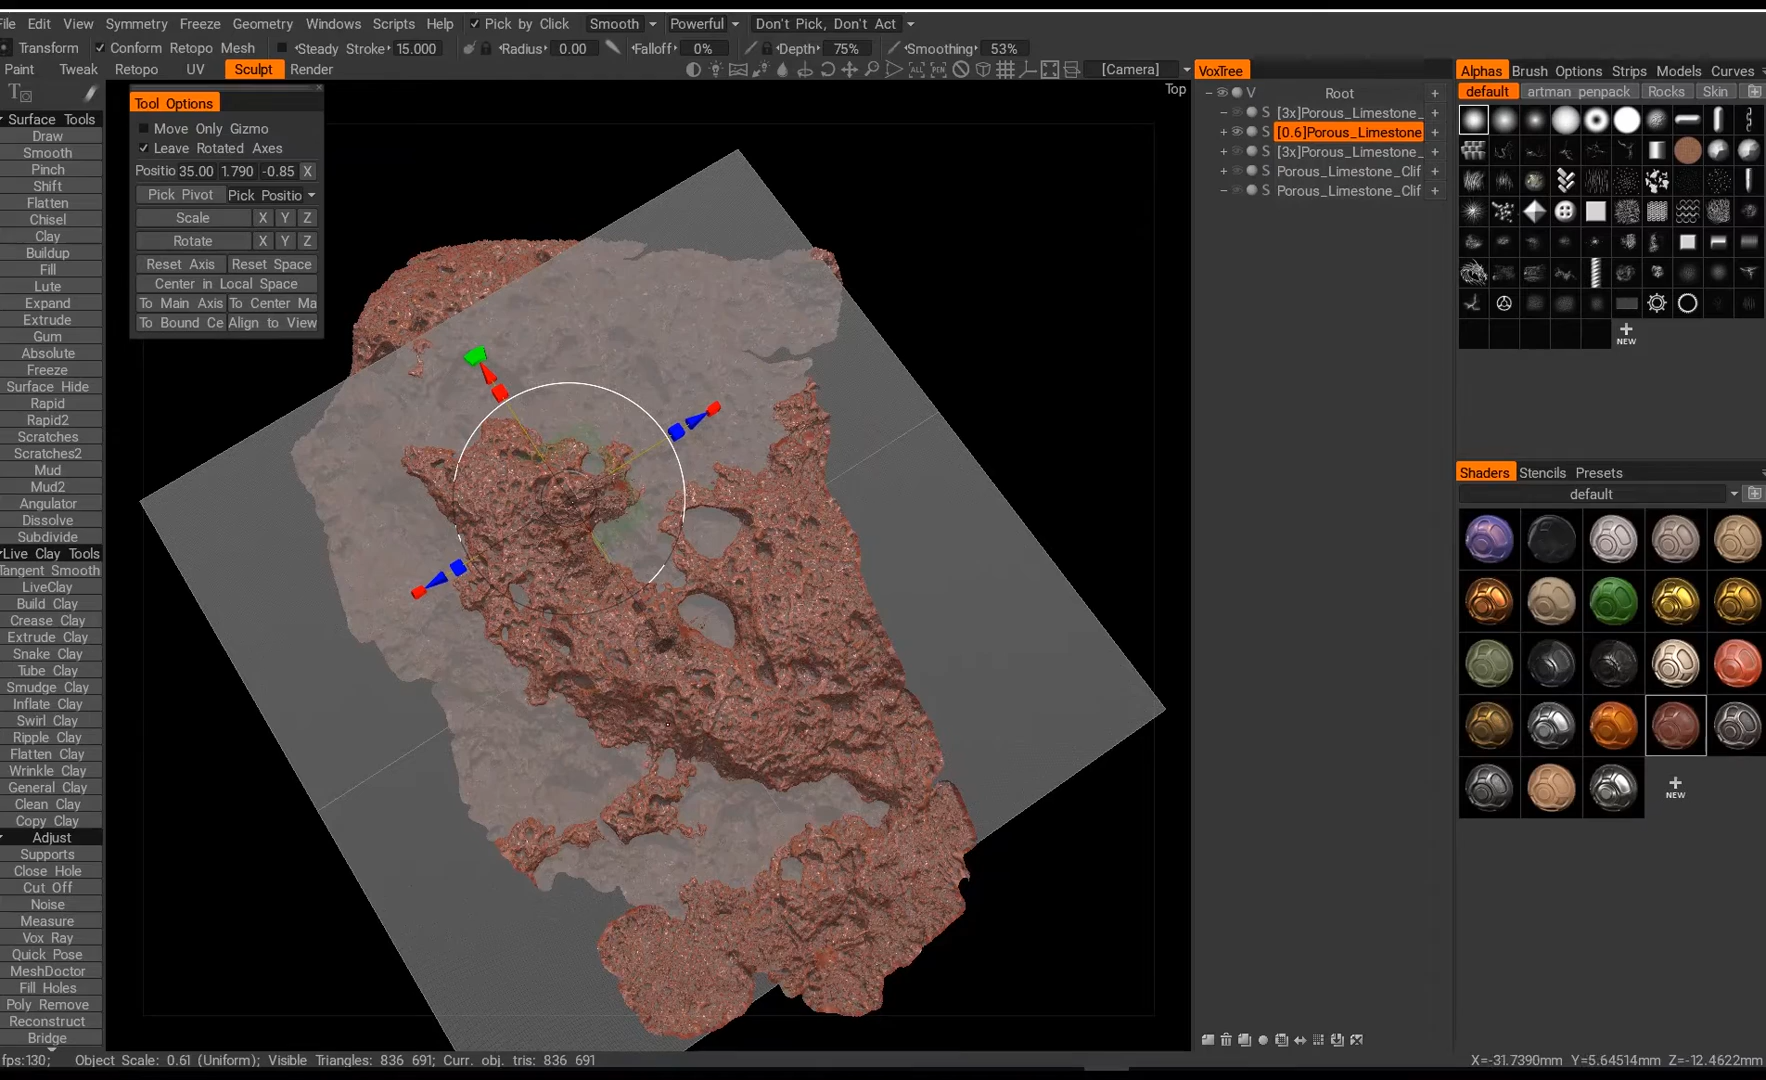 File Edit View Symmetry Freeze Geometry Windows Scripts Help Pick by Click Smooth Powerful Don't Pick, Don't Act
Transform Conform Retopo Mesh Steady Stroke 15.000 Radius 0.00 Falloff 0% Depth 75% Smoothing 53%
Paint Tweak Retopo UV Sculpt Render [Camera] VoxTree
Alphas Brush Options Strips Models Curves
default artman penpack Rocks Skin
Top
Tool Options
Move Only Gizmo
Leave Rotated Axes
Positio 35.00 1.790 -0.85 X
Pick Pivot Pick Positio
Scale X Y Z
Rotate X Y Z
Reset Axis Reset Space
Center in Local Space
To Main Axis To Center Ma
To Bound Ce Align to View
Surface Tools
Draw
Smooth
Pinch
Shift
Flatten
Chisel
Clay
Buildup
Fill
Lute
Expand
Extrude
Gum
Absolute
Freeze
Surface Hide
Rapid
Rapid2
Scratches
Scratches2
Mud
Mud2
Angulator
Dissolve
Subdivide
Live Clay Tools
Tangent Smooth
LiveClay
Build Clay
Crease Clay
Extrude Clay
Snake Clay
Tube Clay
Smudge Clay
Inflate Clay
Swirl Clay
Ripple Clay
Flatten Clay
Wrinkle Clay
General Clay
Clean Clay
Copy Clay
Adjust
Supports
Close Hole
Cut Off
Noise
Measure
Vox Ray
Quick Pose
MeshDoctor
Fill Holes
Poly Remove
Reconstruct
Bridge
V Root +
S [3x]Porous_Limestone_ +
S [0.6]Porous_Limestone +
S [3x]Porous_Limestone_ +
S Porous_Limestone_Clif +
S Porous_Limestone_Clif +
NEW
Shaders Stencils Presets
default
NEW
fps:130; Object Scale: 0.61 (Uniform); Visible Triangles: 836 691; Curr. obj. tris: 836 691
X=-31.7390mm Y=5.64514mm Z=-12.4622mm